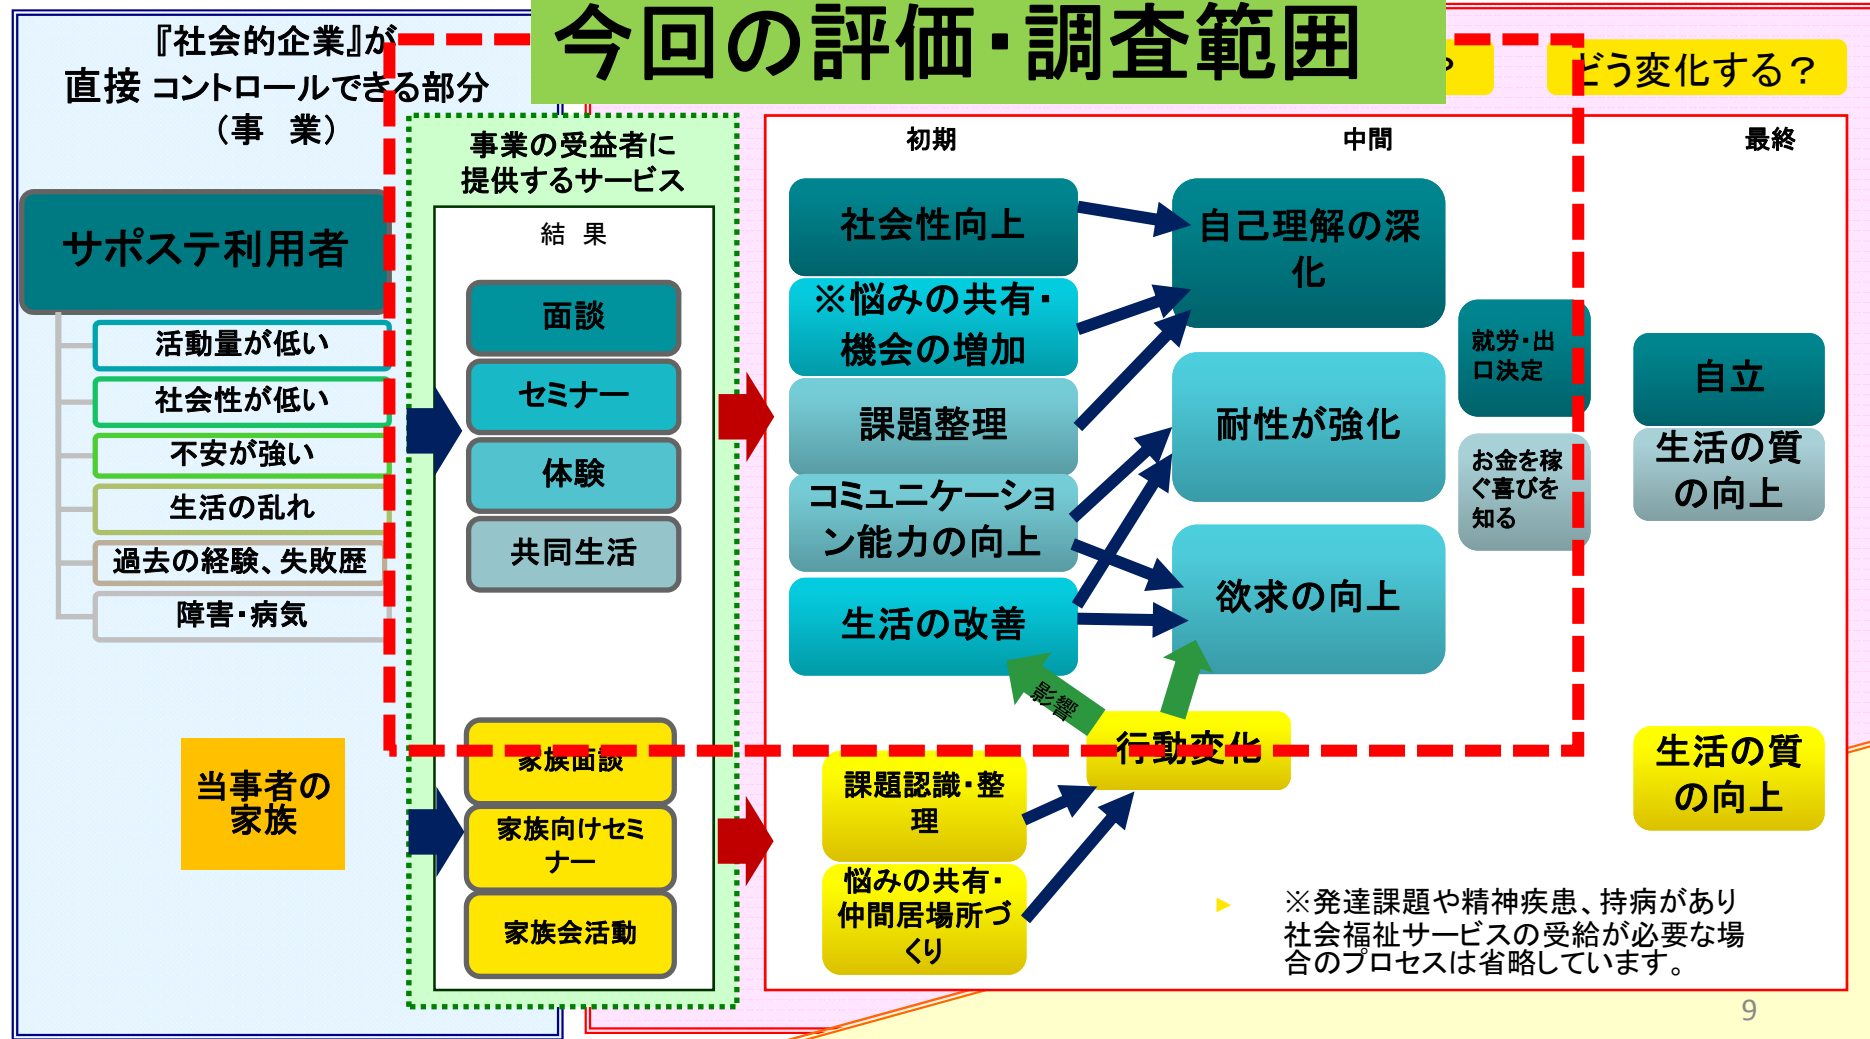 今回の評価・調査範囲
『社会的企業』が
直接 コントロールできる部分
（事　業）
？
どう変化する？
事業の受益者に
提供するサービス
結　果
初期
中間
最終
サポステ利用者
活動量が低い
社会性が低い
不安が強い
生活の乱れ
過去の経験、失敗歴
障害・病気
当事者の
家族
面談
セミナー
体験
共同生活
家族面談
家族向けセミ
ナー
家族会活動
社会性向上
※悩みの共有・
機会の増加
課題整理
コミュニケーショ
ン能力の向上
生活の改善
影響
課題認識・整
理
悩みの共有・
仲間居場所づ
くり
自己理解の深
化
耐性が強化
欲求の向上
行動変化
就労・出
口決定
お金を稼
ぐ喜びを
知る
自立
生活の質
の向上
生活の質
の向上
※発達課題や精神疾患、持病があり
社会福祉サービスの受給が必要な場
合のプロセスは省略しています。
9